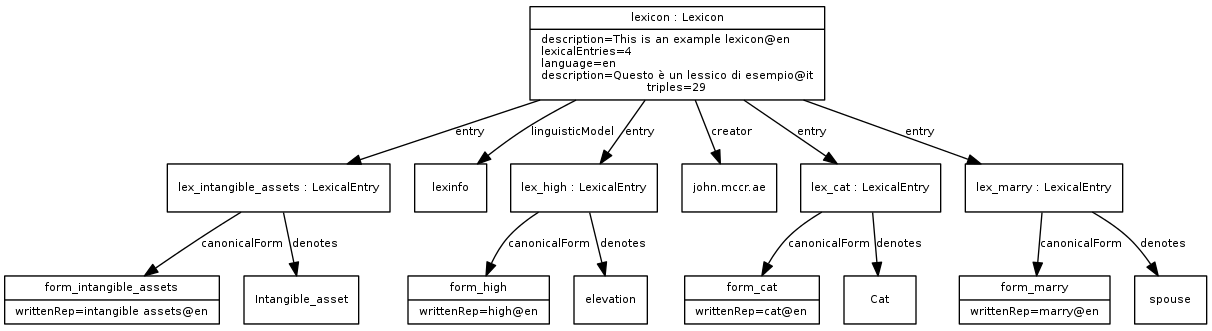 lexicon : Lexicon
description=This is an example lexicon@en
lexicalEntries=4
language=en
description=Questo è un lessico di esempio@it
triples=29
entry
linguisticModel
entry
creator
entry
entry
lex_intangible_assets : LexicalEntry
lexinfo
lex_high : LexicalEntry
john.mccr.ae
lex_cat : LexicalEntry
lex_marry : LexicalEntry
canonicalForm
denotes
canonicalForm
denotes
canonicalForm
denotes
canonicalForm
denotes
form_intangible_assets
writtenRep=intangible assets@en
Intangible_asset
form_high
writtenRep=high@en
elevation
form_cat
writtenRep=cat@en
Cat
form_marry
writtenRep=marry@en
spouse